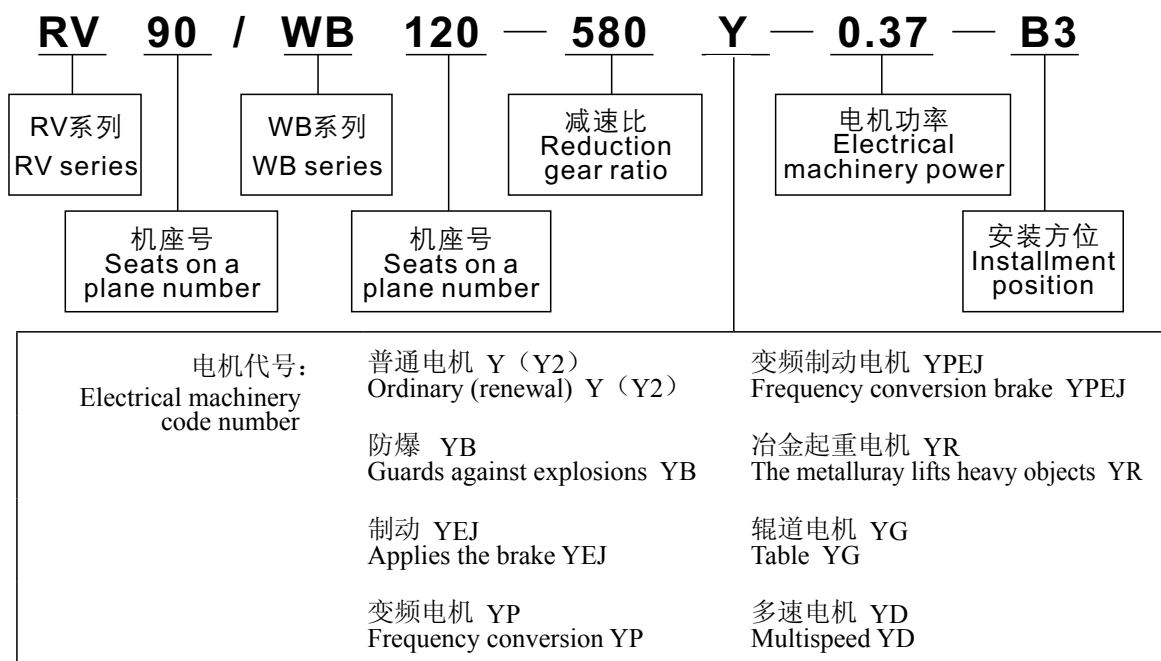 RV 90 / WB 120 — 580 Y — 0.37 — B3
RV系列
RV series
WB系列
WB series
减速比
Reduction
gear ratio
电机功率
Electrical
machinery power
机座号
Seats on a
plane number
机座号
Seats on a
plane number
安装方位
Installment
position
电机代号：
Electrical machinery
code number
普通电机 Y（Y2）
Ordinary (renewal) Y（Y2）
防爆 YB
Guards against explosions YB
制动 YEJ
Applies the brake YEJ
变频电机 YP
Frequency conversion YP
变频制动电机 YPEJ
Frequency conversion brake YPEJ
冶金起重电机 YR
The metalluray lifts heavy objects YR
辊道电机 YG
Table YG
多速电机 YD
Multispeed YD